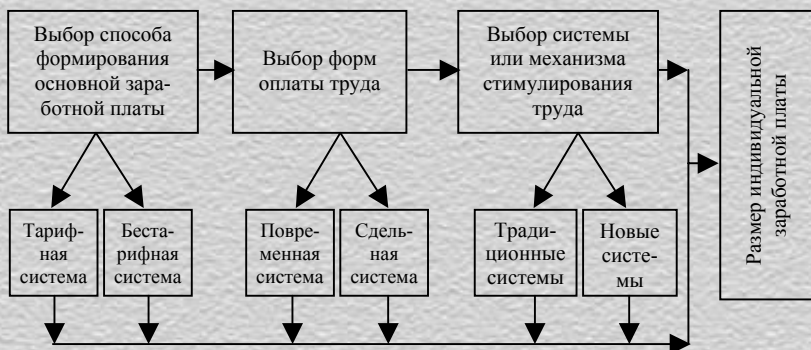 Выбор способа
формирования
основной зара-
ботной платы
Выбор форм
оплаты труда
Выбор системы
или механизма
стимулирования
труда
Размер индивидуальной
заработной платы
Тариф-
ная
система
Беста-
рифная
система
Повре-
менная
система
Сдель-
ная
система
Тради-
ционные
системы
Новые
систе-
мы